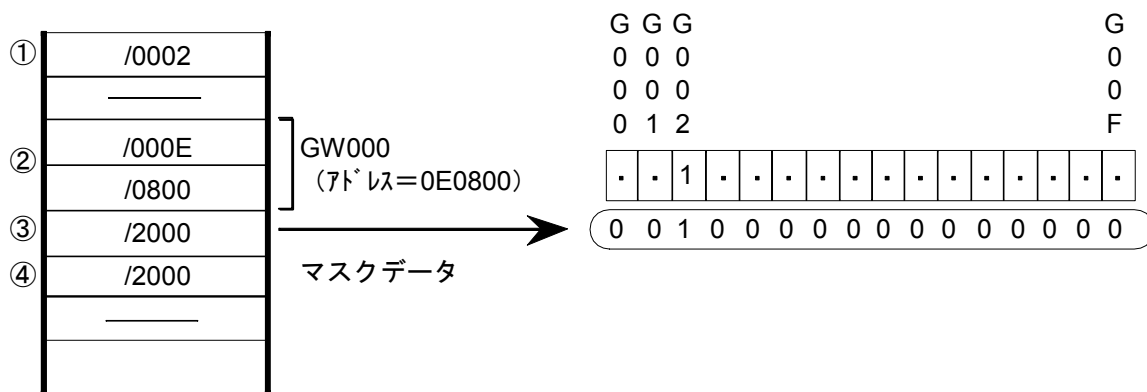 ① /0002
② /000E
/0800
③ /2000
④ /2000
GW000
(ｱﾄﾞﾚｽ=0E0800)
マスクデータ
G G G G
0 0 0 0
0 0 0 0
0 1 2 F
. . 1 . . . . . . . . . . . . .
0 0 1 0 0 0 0 0 0 0 0 0 0 0